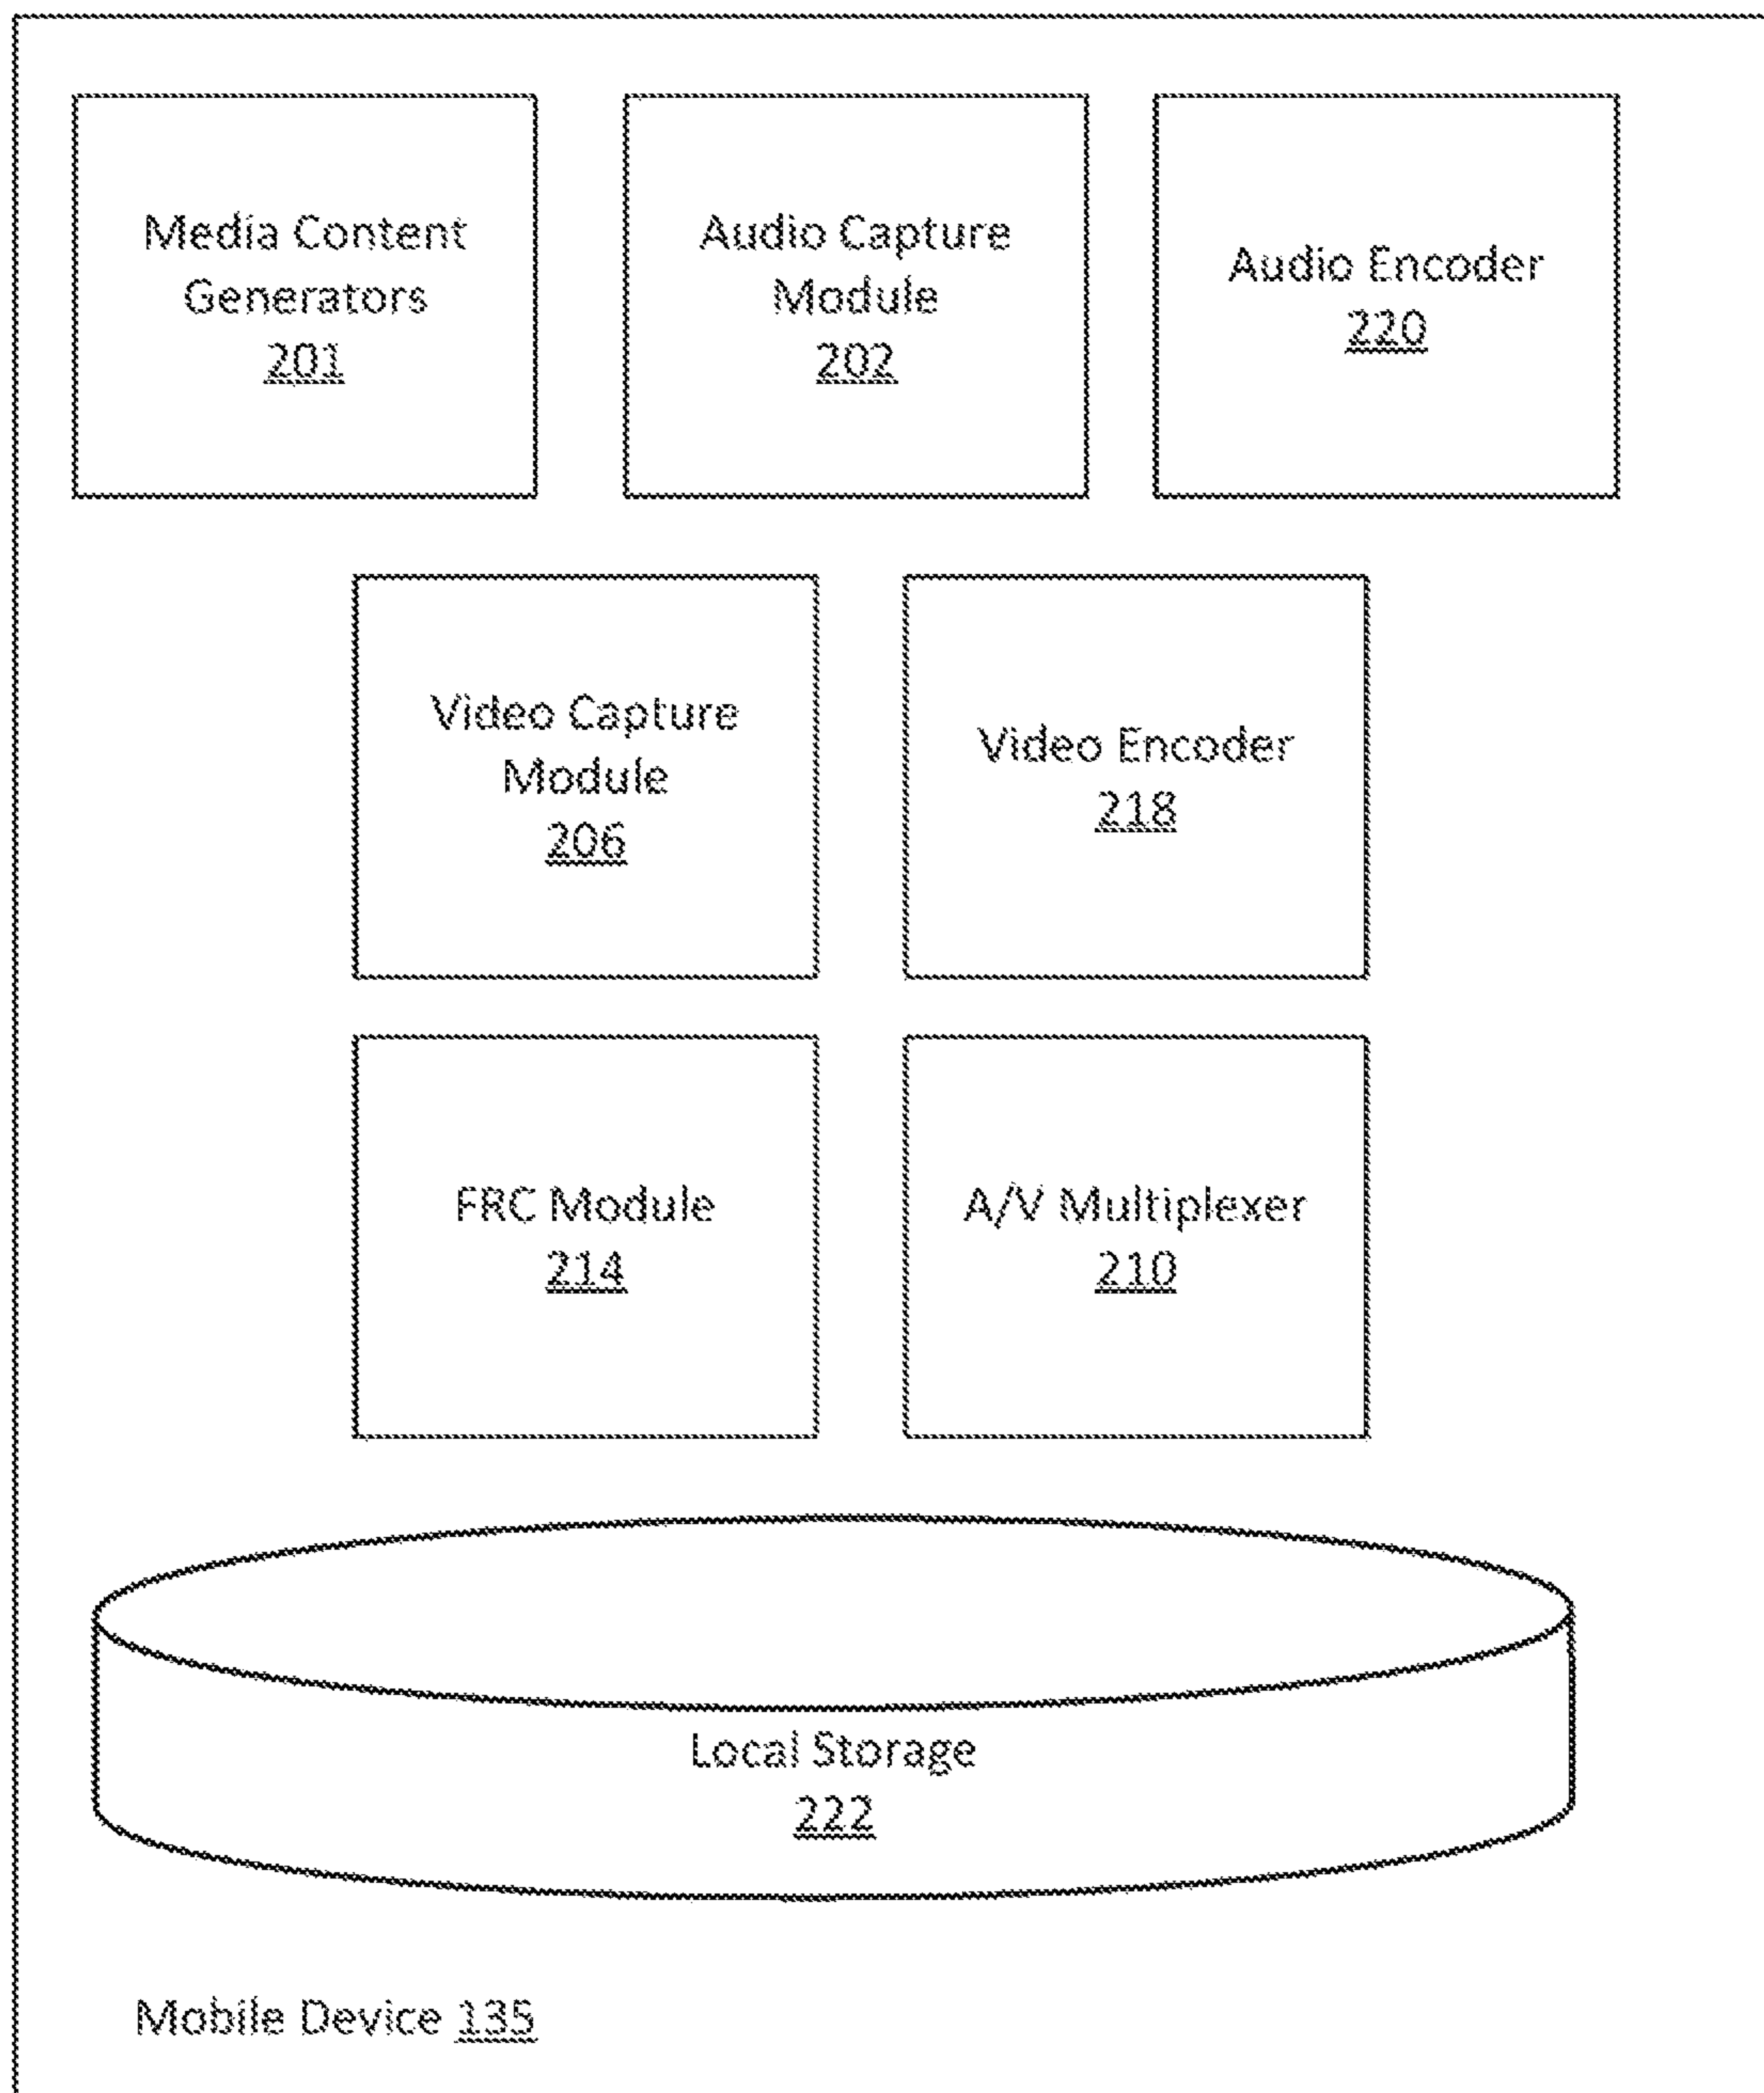 Media Content
Generators
201
Audio Capture
Module
202
Audio Encoder
220
Video Capture
Module
206
Video Encoder
218
FRC Module
214
A/V Multiplexer
210
Local Storage
222
Mobile Device 135